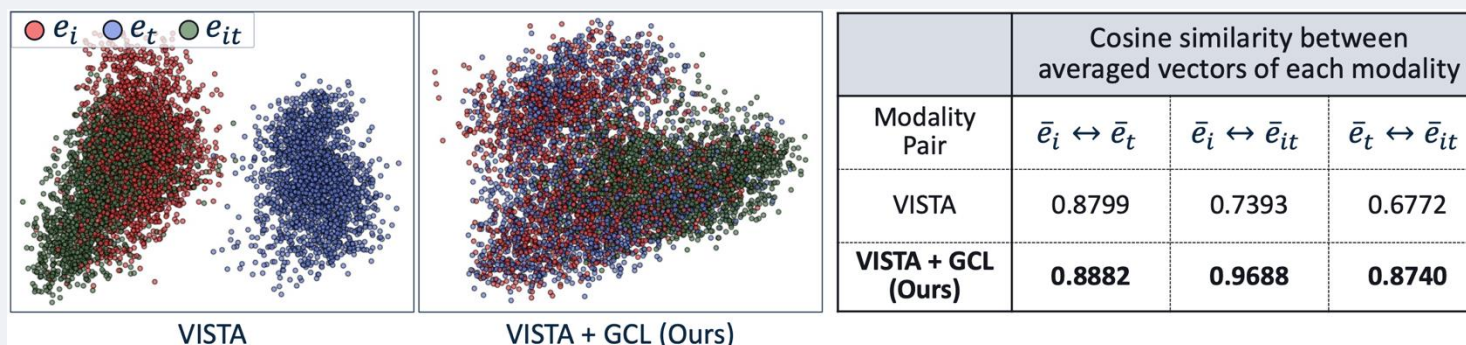 e_i e_t e_it
VISTA
VISTA + GCL (Ours)
Cosine similarity between
averaged vectors of each modality
Modality
Pair
ē_i ↔ ē_t
ē_i ↔ ē_it
ē_t ↔ ē_it
VISTA
0.8799
0.7393
0.6772
VISTA + GCL
(Ours)
0.8882
0.9688
0.8740